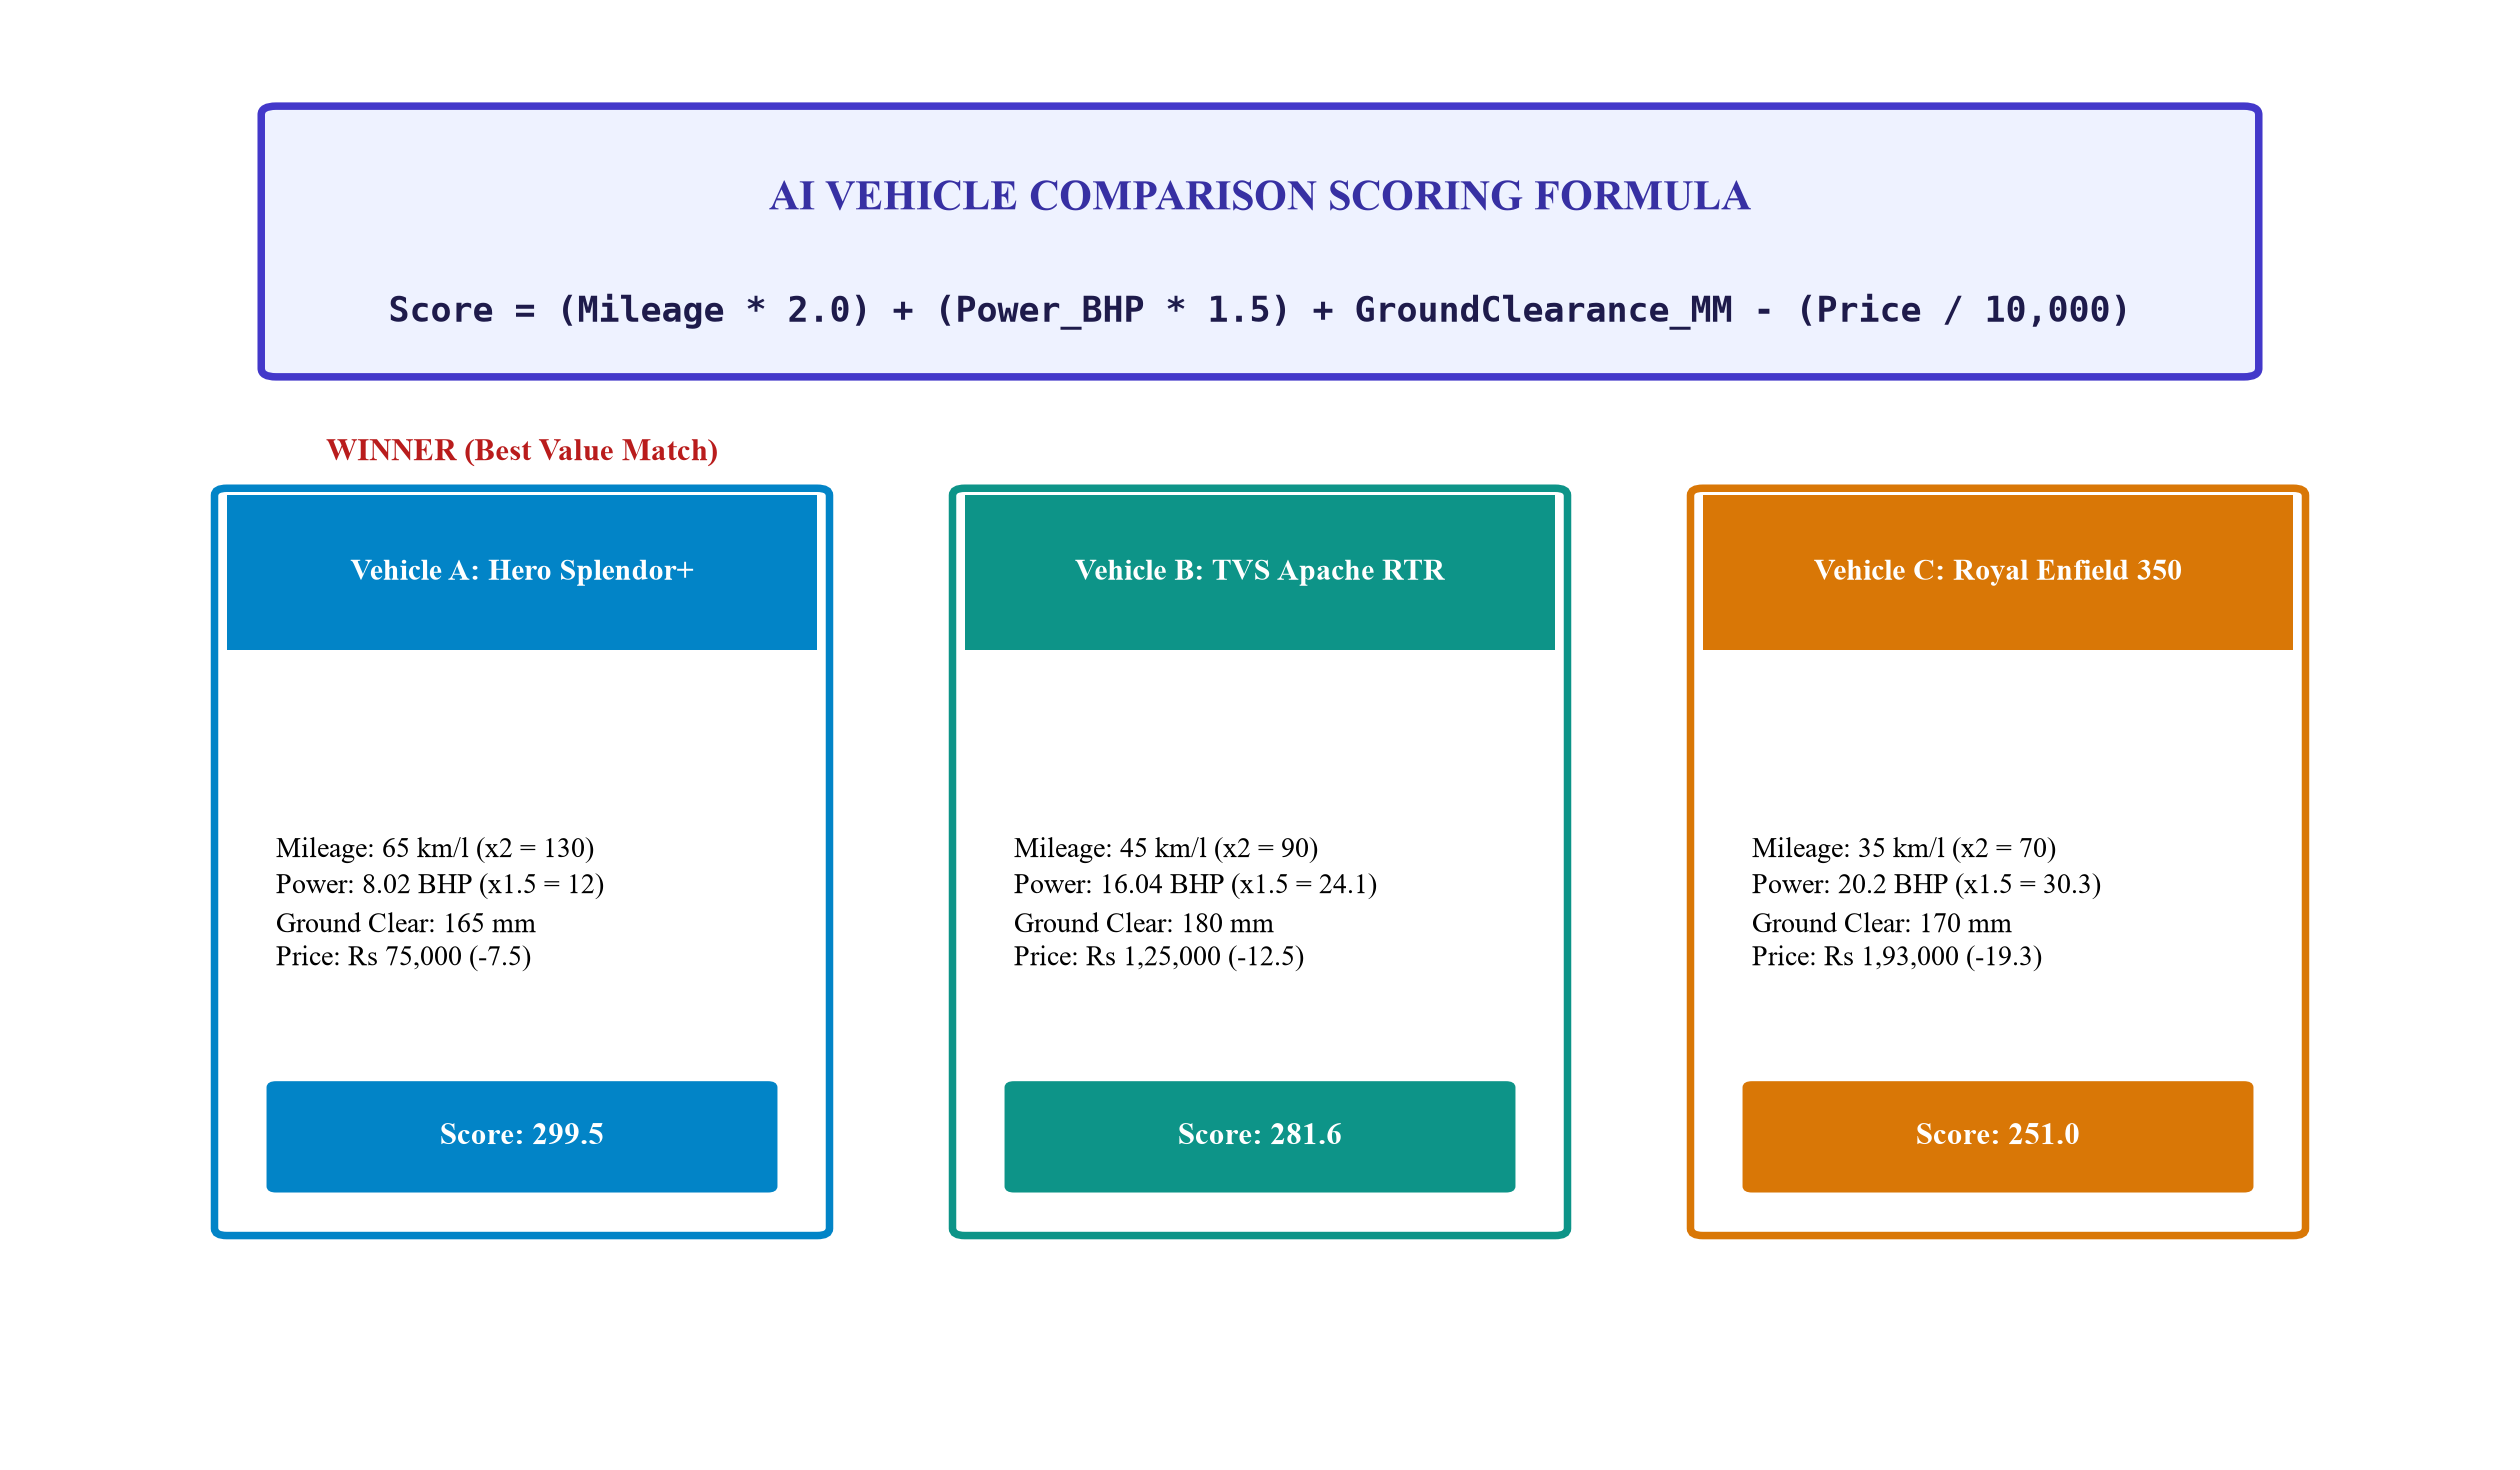 AI VEHICLE COMPARISON SCORING FORMULA
Score = (Mileage * 2.0) + (Power_BHP * 1.5) + GroundClearance_MM - (Price / 10,000)
WINNER (Best Value Match)
Vehicle A: Hero Splendor+
Mileage: 65 km/l (x2 = 130)
Power: 8.02 BHP (x1.5 = 12)
Ground Clear: 165 mm
Price: Rs 75,000 (-7.5)
Score: 299.5
Vehicle B: TVS Apache RTR
Mileage: 45 km/l (x2 = 90)
Power: 16.04 BHP (x1.5 = 24.1)
Ground Clear: 180 mm
Price: Rs 1,25,000 (-12.5)
Score: 281.6
Vehicle C: Royal Enfield 350
Mileage: 35 km/l (x2 = 70)
Power: 20.2 BHP (x1.5 = 30.3)
Ground Clear: 170 mm
Price: Rs 1,93,000 (-19.3)
Score: 251.0